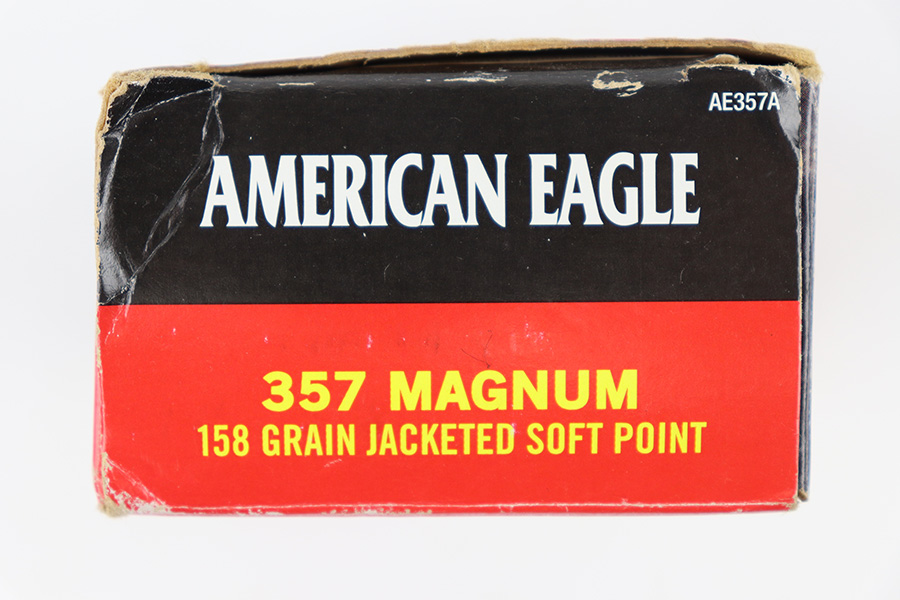 AE357A
AMERICAN EAGLE
357 MAGNUM
158 GRAIN JACKETED SOFT POINT